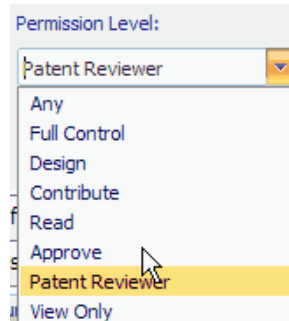 Permission Level:
Patent Reviewer
Any
Full Control
Design
Contribute
Read
Approve
Patent Reviewer
View Only